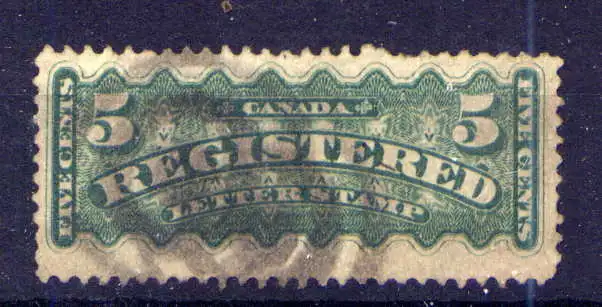 CANADA
5 5
REGISTERED
LETTER STAMP
FIVE CENTS
FIVE CENTS